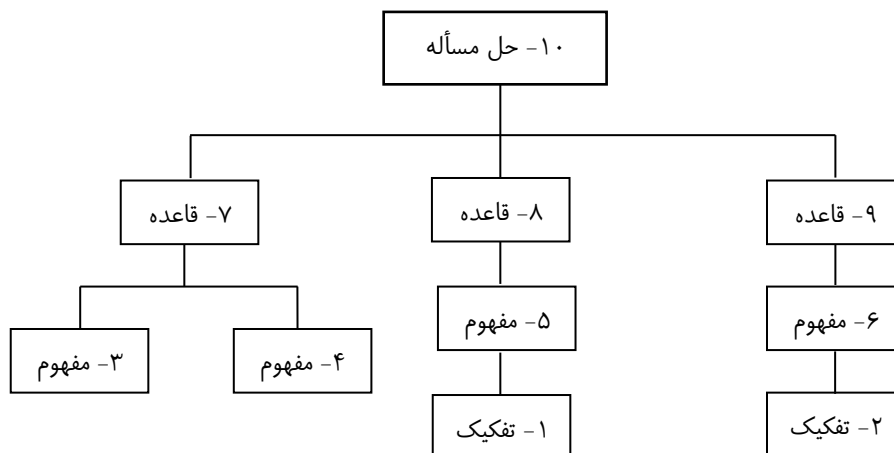 ۱۰- حل مسأله
۹- قاعده
۸- قاعده
۷- قاعده
۶- مفهوم
۵- مفهوم
۴- مفهوم
۳- مفهوم
۲- تفکیک
۱- تفکیک